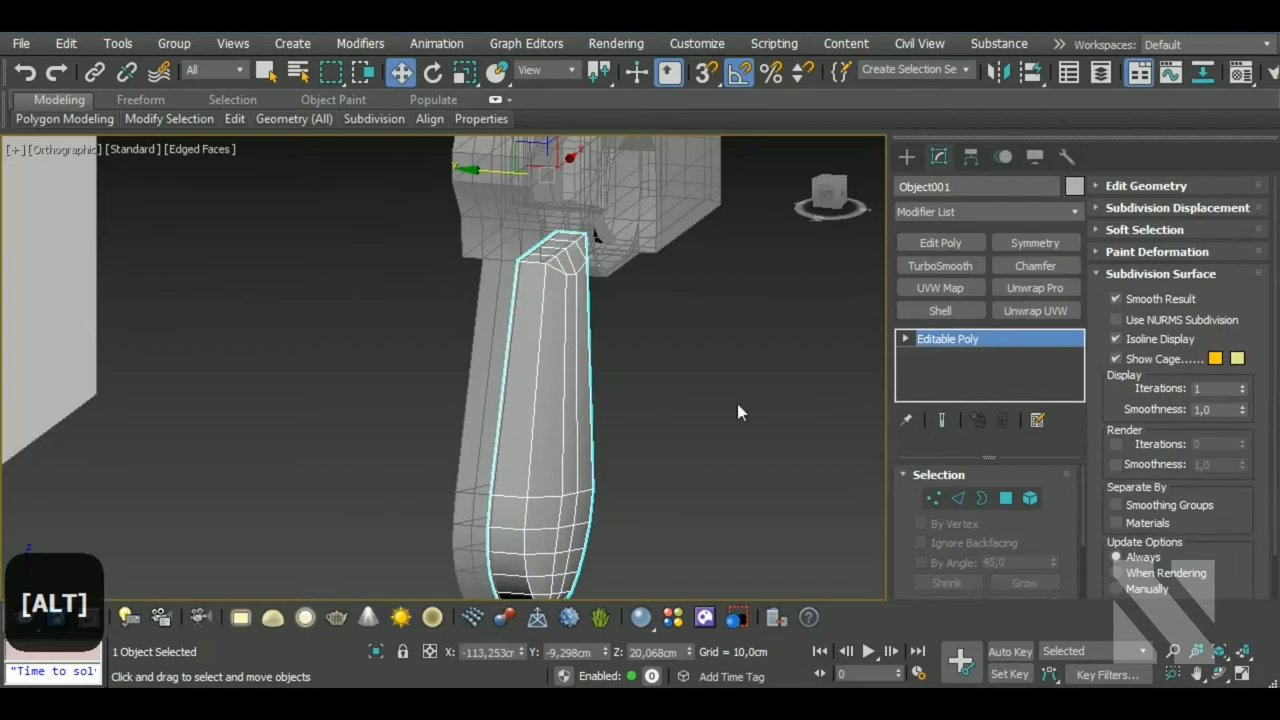 File Edit Tools Group Views Create Modifiers Animation Graph Editors Rendering Customize Scripting Content Civil View Substance Workspaces: Default
All View Create Selection Se
Modeling Freeform Selection Object Paint Populate
Polygon Modeling Modify Selection Edit Geometry (All) Subdivision Align Properties
[+] [Orthographic] [Standard] [Edged Faces]
Object001
Modifier List
Edit Poly Symmetry
TurboSmooth Chamfer
UVW Map Unwrap Pro
Shell Unwrap UVW
Editable Poly
Selection
By Vertex
Ignore Backfacing
By Angle: 45,0
Shrink Grow
Edit Geometry
Subdivision Displacement
Soft Selection
Paint Deformation
Subdivision Surface
Smooth Result
Use NURMS Subdivision
Isoline Display
Show Cage......
Display
Iterations: 1
Smoothness: 1,0
Render
Iterations: 0
Smoothness: 1,0
Separate By
Smoothing Groups
Materials
Update Options
Always
When Rendering
Manually
[ALT]
"Time to sol
1 Object Selected
Click and drag to select and move objects
X: -113,253cm Y: -9,298cm Z: 20,068cm Grid = 10,0cm
Enabled: 0 Add Time Tag
0
Auto Key Selected
Set Key Key Filters...